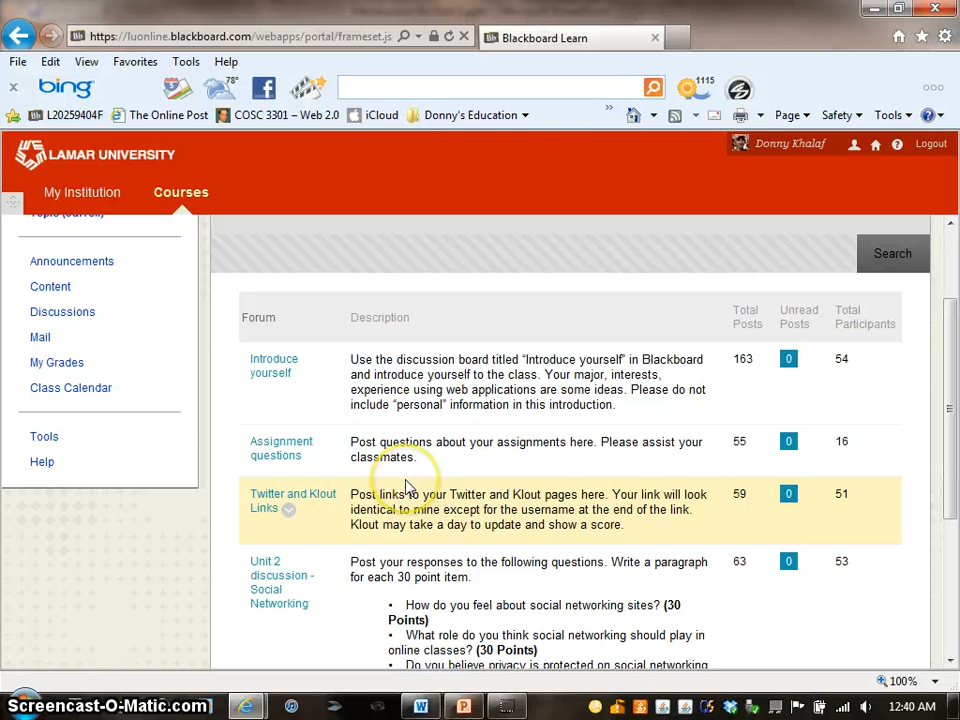 https://luonline.blackboard.com/webapps/portal/frameset.js
Blackboard Learn
File Edit View Favorites Tools Help
bing
78°
1115
L20259404F
The Online Post
COSC 3301 – Web 2.0
iCloud
Donny's Education
Page
Safety
Tools
LAMAR UNIVERSITY
Donny Khalaf
Logout
My Institution
Courses
Announcements
Content
Discussions
Mail
My Grades
Class Calendar
Tools
Help
Search
Forum
Description
Total
Posts
Unread
Posts
Total
Participants
Introduce
yourself
Use the discussion board titled “Introduce yourself” in Blackboard
and introduce yourself to the class. Your major, interests,
experience using web applications are some ideas. Please do not
include “personal” information in this introduction.
163
0
54
Assignment
questions
Post questions about your assignments here. Please assist your
classmates.
55
0
16
Twitter and Klout
Links
Post links to your Twitter and Klout pages here. Your link will look
identical to mine except for the username at the end of the link.
Klout may take a day to update and show a score.
59
0
51
Unit 2
discussion -
Social
Networking
Post your responses to the following questions. Write a paragraph
for each 30 point item.
• How do you feel about social networking sites? (30
Points)
• What role do you think social networking should play in
online classes? (30 Points)
• Do you believe privacy is protected on social networking
63
0
53
100%
Screencast-O-Matic.com
12:40 AM